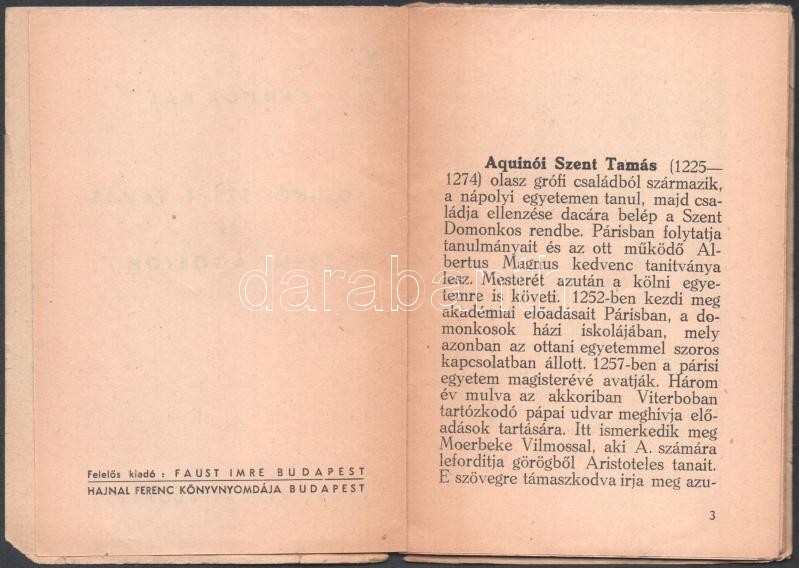 Felelős kiadó : FAUST IMRE BUDAPEST
HAJNAL FERENC KÖNYVNYOMDÁJA BUDAPEST
Aquinói Szent Tamás (1225—
1274) olasz grófi családból származik,
a nápolyi egyetemen tanul, majd csa-
ládja ellenzése dacára belép a Szent
Domonkos rendbe. Párisban folytatja
tanulmányait és az ott működő Al-
bertus Magnus kedvenc tanitványa
lesz. Mesterét azután a kölni egye-
temre is követi. 1252-ben kezdi meg
akadémiai előadásait Párisban, a do-
monkosok házi iskolájában, mely
azonban az ottani egyetemmel szoros
kapcsolatban állott. 1257-ben a párisi
egyetem magisterévé avatják. Három
év mulva az akkoriban Viterboban
tartózkodó pápai udvar meghivja elő-
adások tartására. Itt ismerkedik meg
Moerbeke Vilmossal, aki A. számára
leforditja görögből Aristoteles tanait.
E szövegre támaszkodva irja meg azu-
3
darabanth